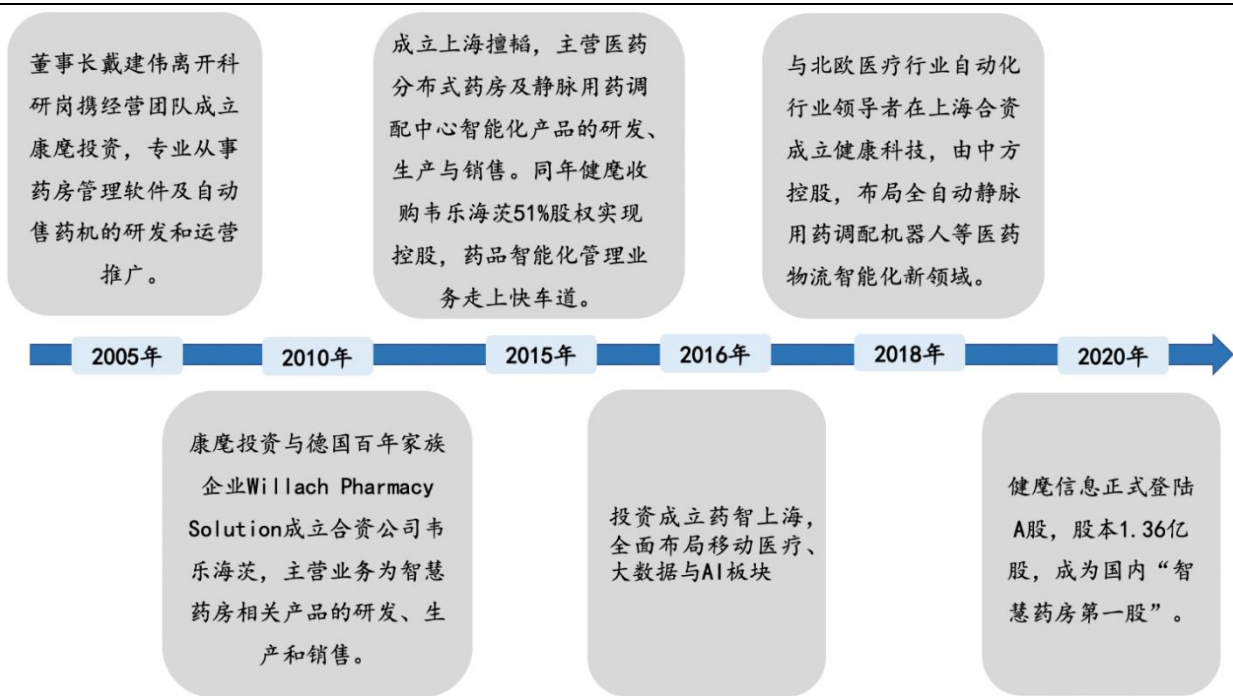 董事长戴建伟离开科
研岗携经营团队成立
康麾投资，专业从事
药房管理软件及自动
售药机的研发和运营
推广。
成立上海擅韬，主营医药
分布式药房及静脉用药调
配中心智能化产品的研发、
生产与销售。同年健麾收
购韦乐海茨51%股权实现
控股，药品智能化管理业
务走上快车道。
与北欧医疗行业自动化
行业领导者在上海合资
成立健康科技，由中方
控股，布局全自动静脉
用药调配机器人等医药
物流智能化新领域。
2005年
2010年
2015年
2016年
2018年
2020年
康麾投资与德国百年家族
企业Willach Pharmacy
Solution成立合资公司韦
乐海茨，主营业务为智慧
药房相关产品的研发、生
产和销售。
投资成立药智上海，
全面布局移动医疗、
大数据与AI板块
健麾信息正式登陆
A股，股本1.36亿
股，成为国内“智
慧药房第一股”。